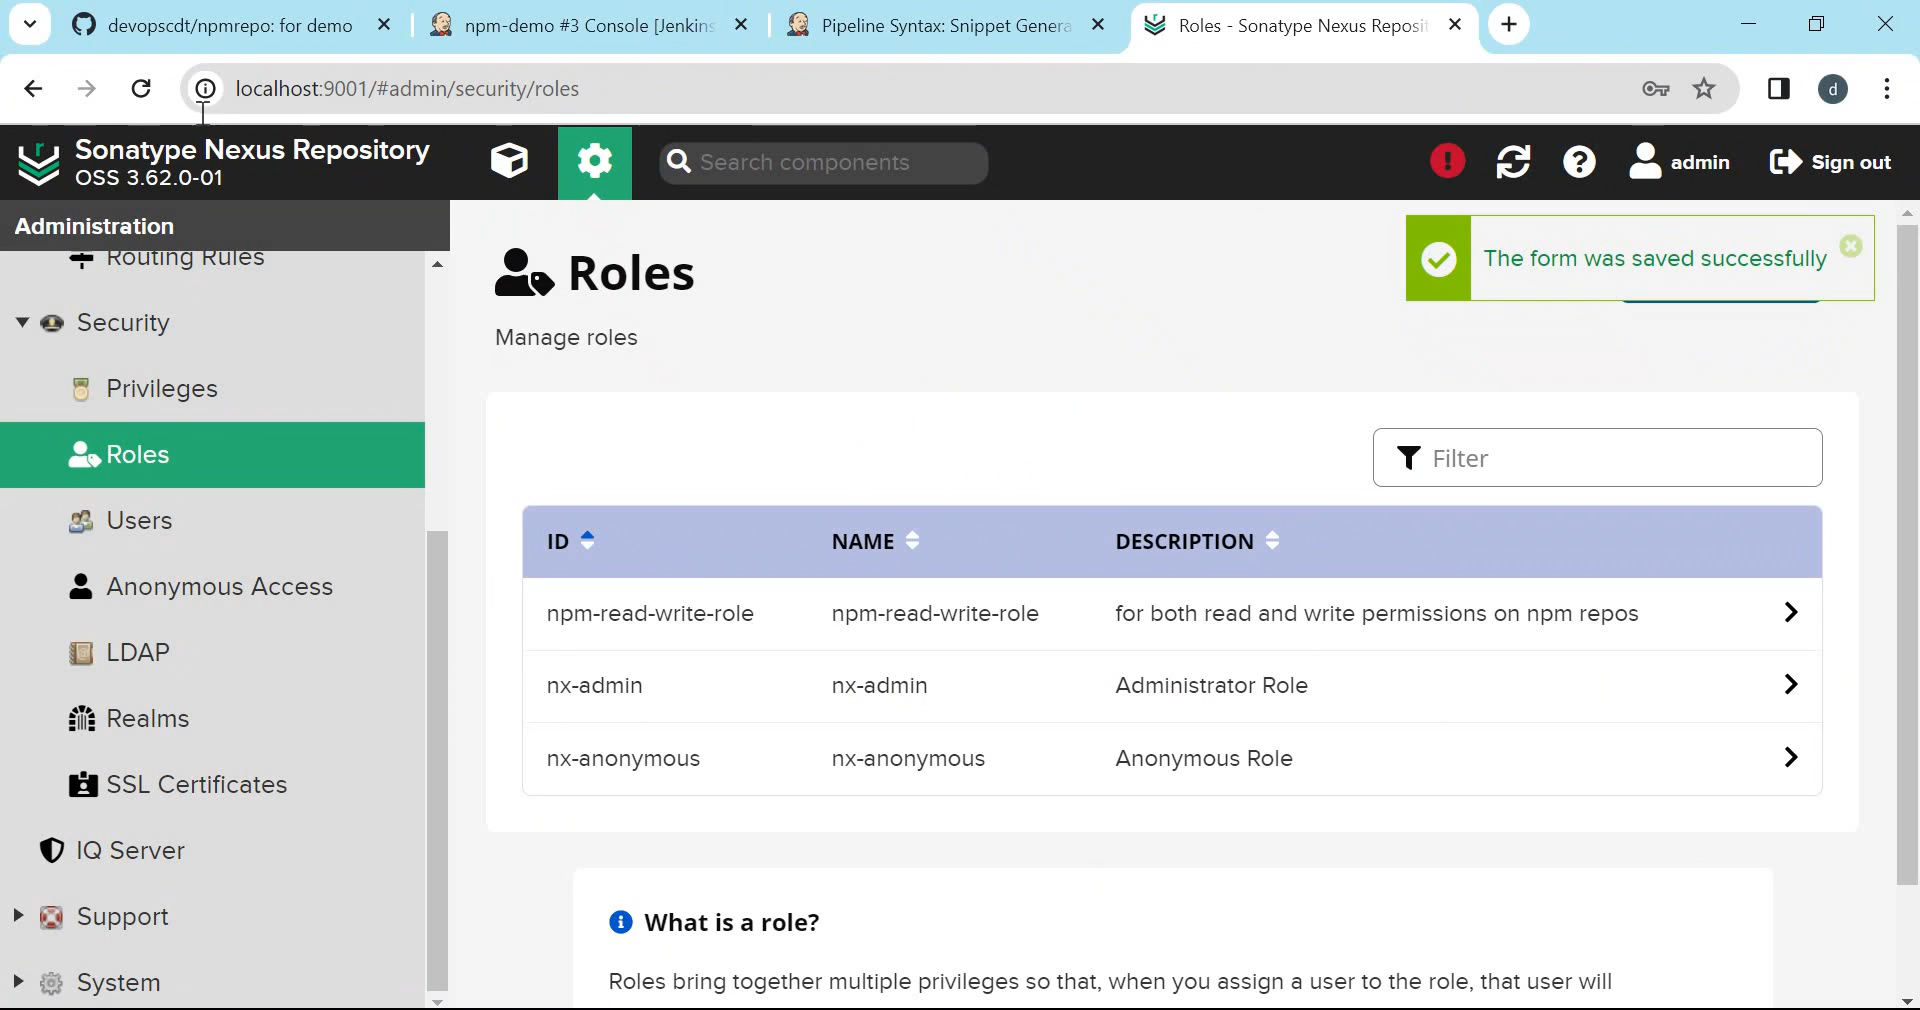 devopscdt/npmrepo: for demo
npm-demo #3 Console [Jenkins
Pipeline Syntax: Snippet Genera
Roles - Sonatype Nexus Reposit
localhost:9001/#admin/security/roles
d
Sonatype Nexus Repository
OSS 3.62.0-01
Search components
admin
Sign out
Administration
Routing Rules
Security
Privileges
Roles
Users
Anonymous Access
LDAP
Realms
SSL Certificates
IQ Server
Support
System
Roles
Manage roles
The form was saved successfully
Filter
ID NAME DESCRIPTION
npm-read-write-role npm-read-write-role for both read and write permissions on npm repos
nx-admin nx-admin Administrator Role
nx-anonymous nx-anonymous Anonymous Role
What is a role?
Roles bring together multiple privileges so that, when you assign a user to the role, that user will